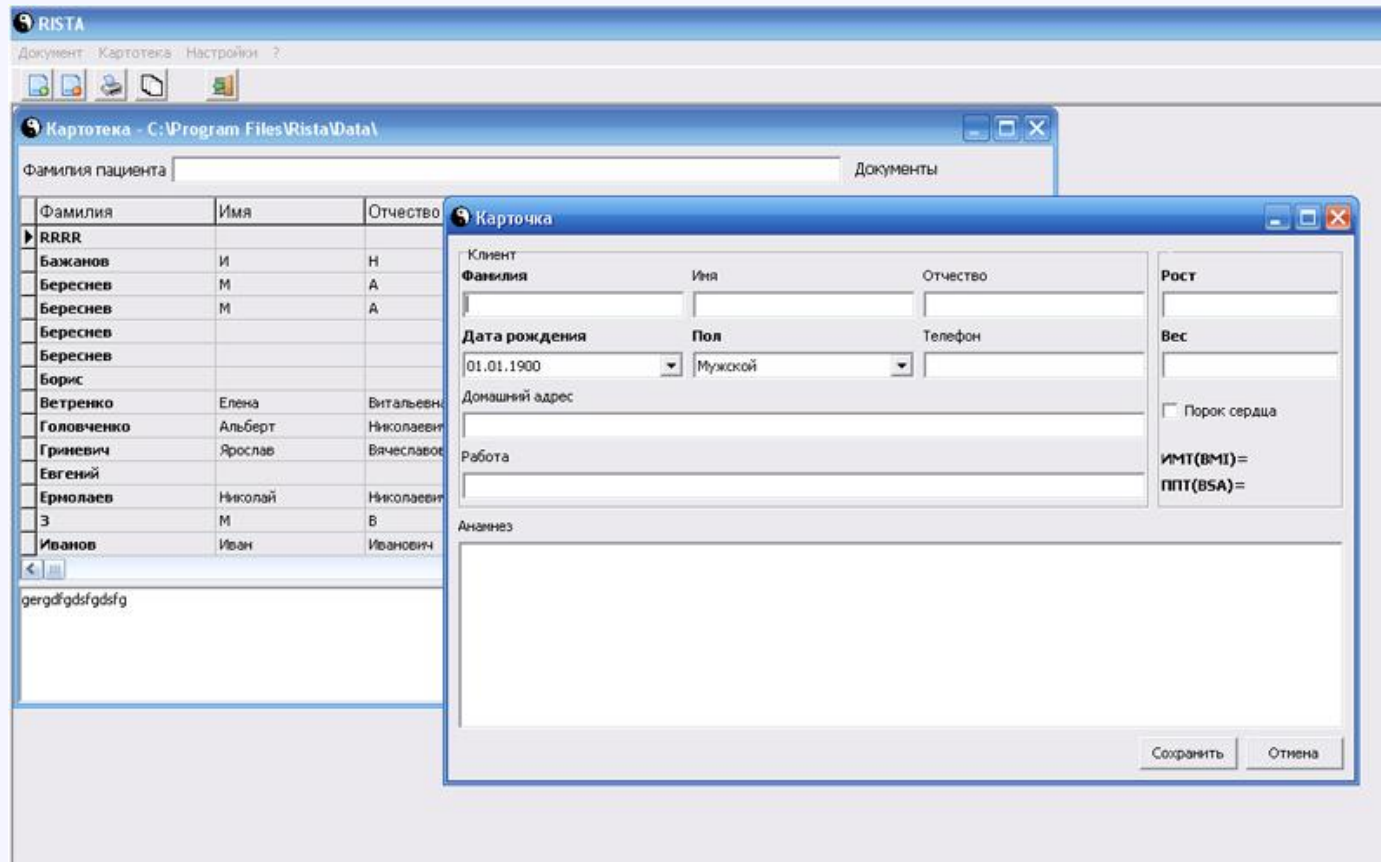 RISTA
Документ Картотека Настройки ?
Картотека - C:\Program Files\Rista\Data\
Фамилия пациента
Документы
Фамилия Имя Отчество
RRRR
Бажанов И Н
Береснев М А
Береснев М А
Береснев
Береснев
Борис
Ветренко Елена Витальевна
Головченко Альберт Николаевич
Гриневич Ярослав Вячеславов
Евгений
Ермолаев Николай Николаевич
З М В
Иванов Иван Иванович
gergdfgdsfgdsfg
Карточка
Клиент
Фамилия Имя Отчество
Дата рождения Пол Телефон
01.01.1900 Мужской
Домашний адрес
Работа
Рост
Вес
Порок сердца
ИМТ(BMI)=
ППТ(BSA)=
Анамнез
Сохранить Отмена